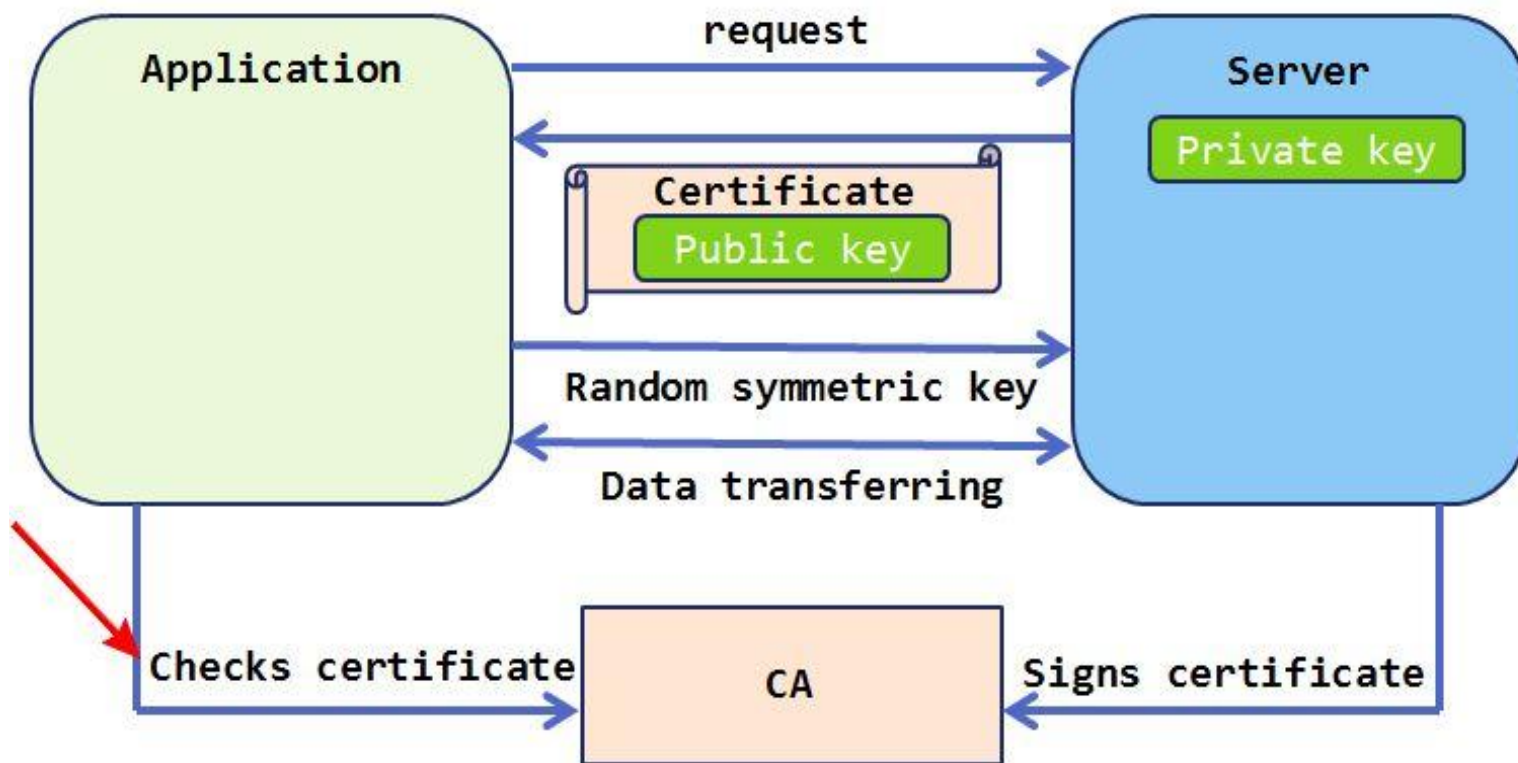 request
Application
Server
Private key
Certificate
Public key
Random symmetric key
Data transferring
Checks certificate
CA
Signs certificate